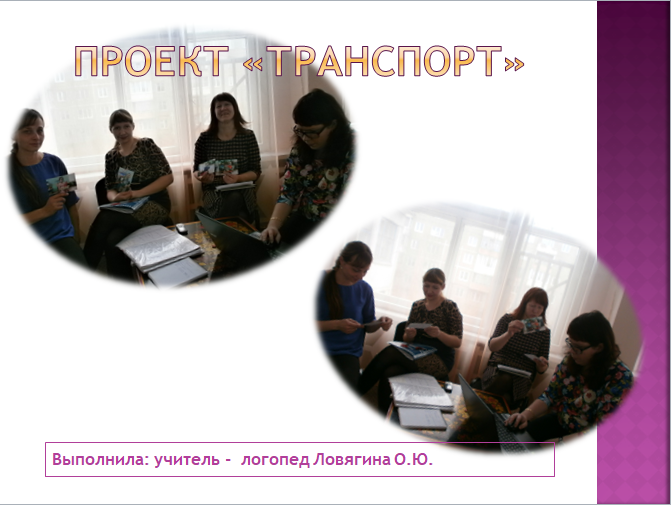 ПРОЕКТ «ТРАНСПОРТ»
Выполнила: учитель - логопед Ловягина О.Ю.